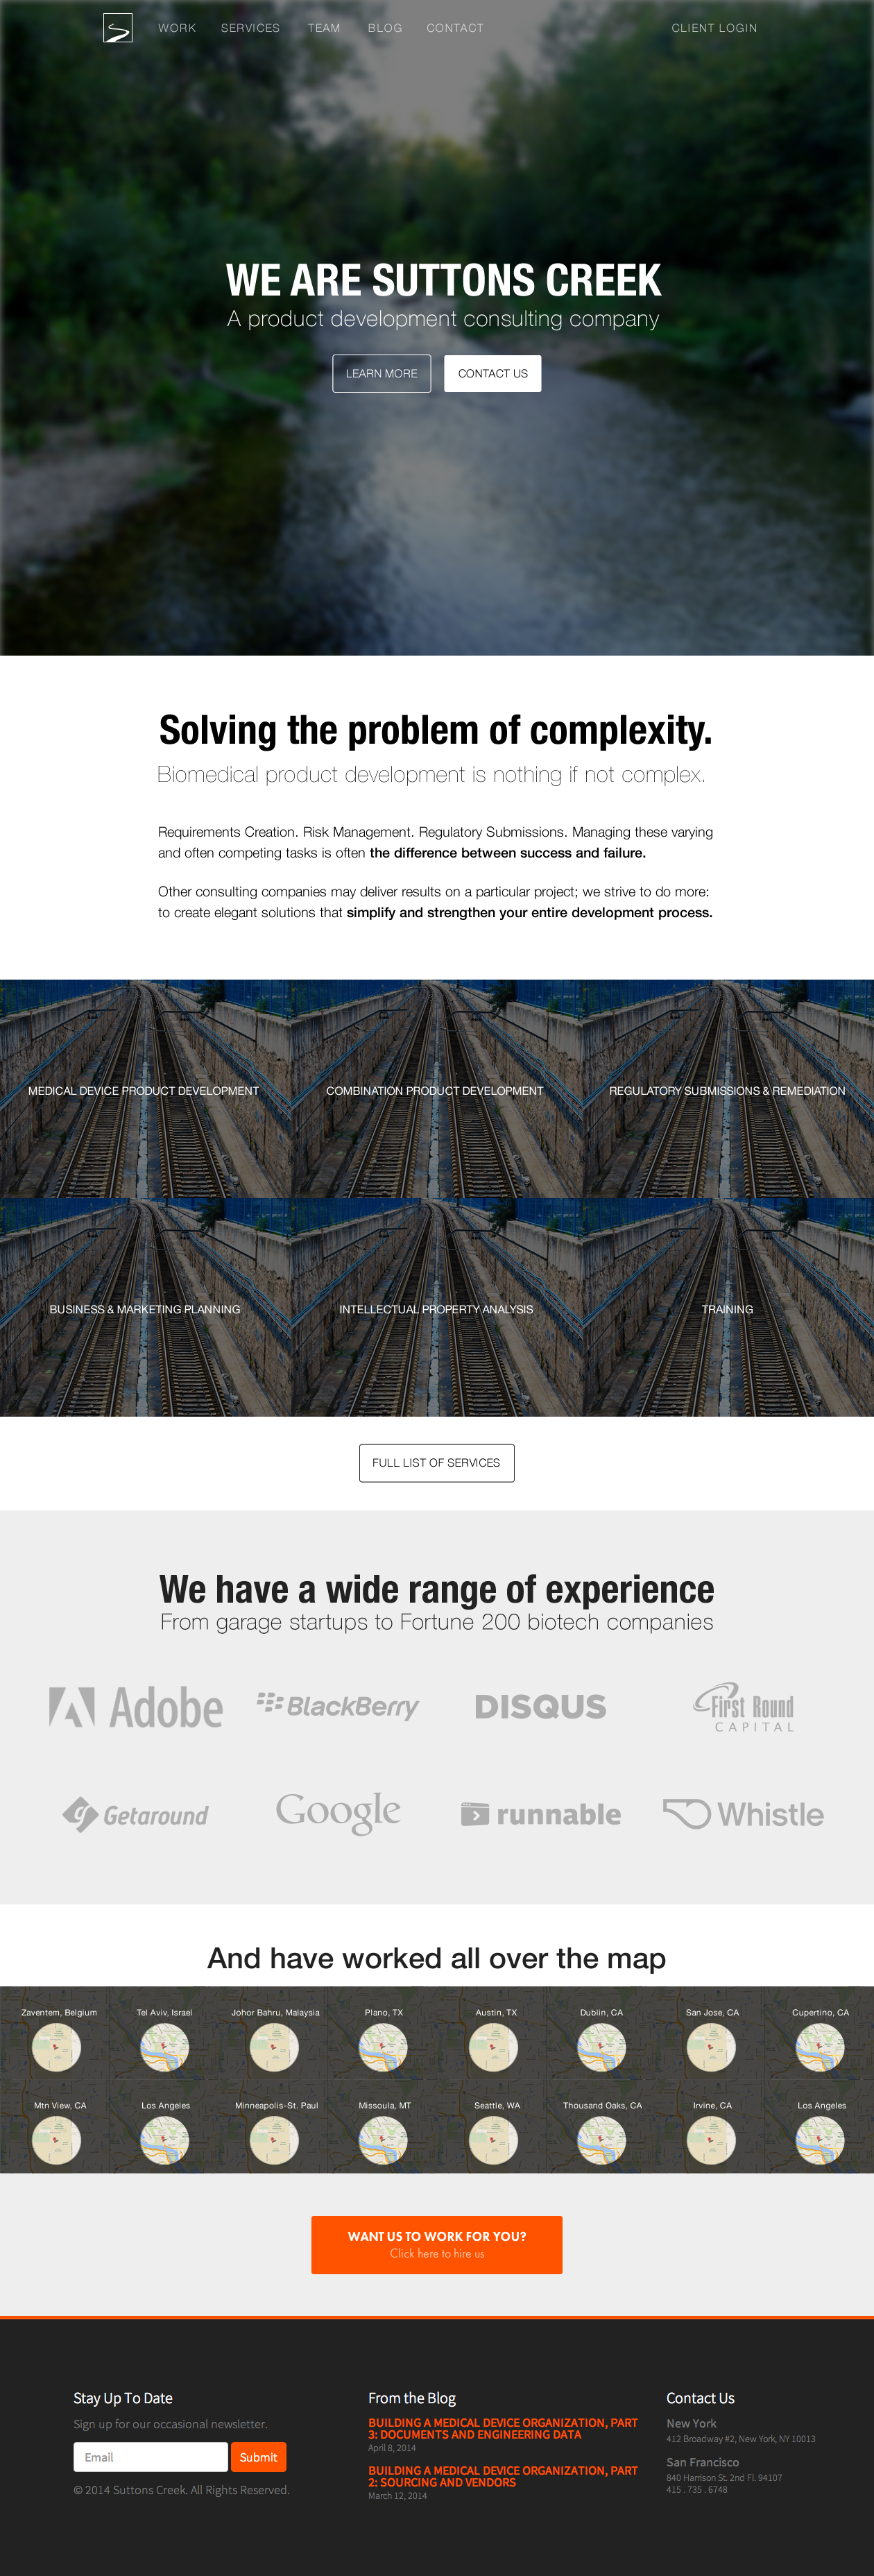 WORK SERVICES TEAM BLOG CONTACT CLIENT LOGIN
WE ARE SUTTONS CREEK
A product development consulting company
LEARN MORE CONTACT US
Solving the problem of complexity.
Biomedical product development is nothing if not complex.
Requirements Creation. Risk Management. Regulatory Submissions. Managing these varying
and often competing tasks is often the difference between success and failure.
Other consulting companies may deliver results on a particular project; we strive to do more:
to create elegant solutions that simplify and strengthen your entire development process.
MEDICAL DEVICE PRODUCT DEVELOPMENT COMBINATION PRODUCT DEVELOPMENT REGULATORY SUBMISSIONS & REMEDIATION
BUSINESS & MARKETING PLANNING INTELLECTUAL PROPERTY ANALYSIS TRAINING
FULL LIST OF SERVICES
We have a wide range of experience
From garage startups to Fortune 200 biotech companies
Adobe BlackBerry DISQUS First Round
CAPITAL
Getaround Google runnable Whistle
And have worked all over the map
Zaventem, Belgium Tel Aviv, Israel Johor Bahru, Malaysia Plano, TX Austin, TX Dublin, CA San Jose, CA Cupertino, CA
Mtn View, CA Los Angeles Minneapolis-St. Paul Missoula, MT Seattle, WA Thousand Oaks, CA Irvine, CA Los Angeles
WANT US TO WORK FOR YOU?
Click here to hire us
Stay Up To Date
Sign up for our occasional newsletter.
Email Submit
© 2014 Suttons Creek. All Rights Reserved.
From the Blog
BUILDING A MEDICAL DEVICE ORGANIZATION, PART
3: DOCUMENTS AND ENGINEERING DATA
April 8, 2014
BUILDING A MEDICAL DEVICE ORGANIZATION, PART
2: SOURCING AND VENDORS
March 12, 2014
Contact Us
New York
412 Broadway #2, New York, NY 10013
San Francisco
840 Harrison St. 2nd Fl. 94107
415 . 735 . 6748